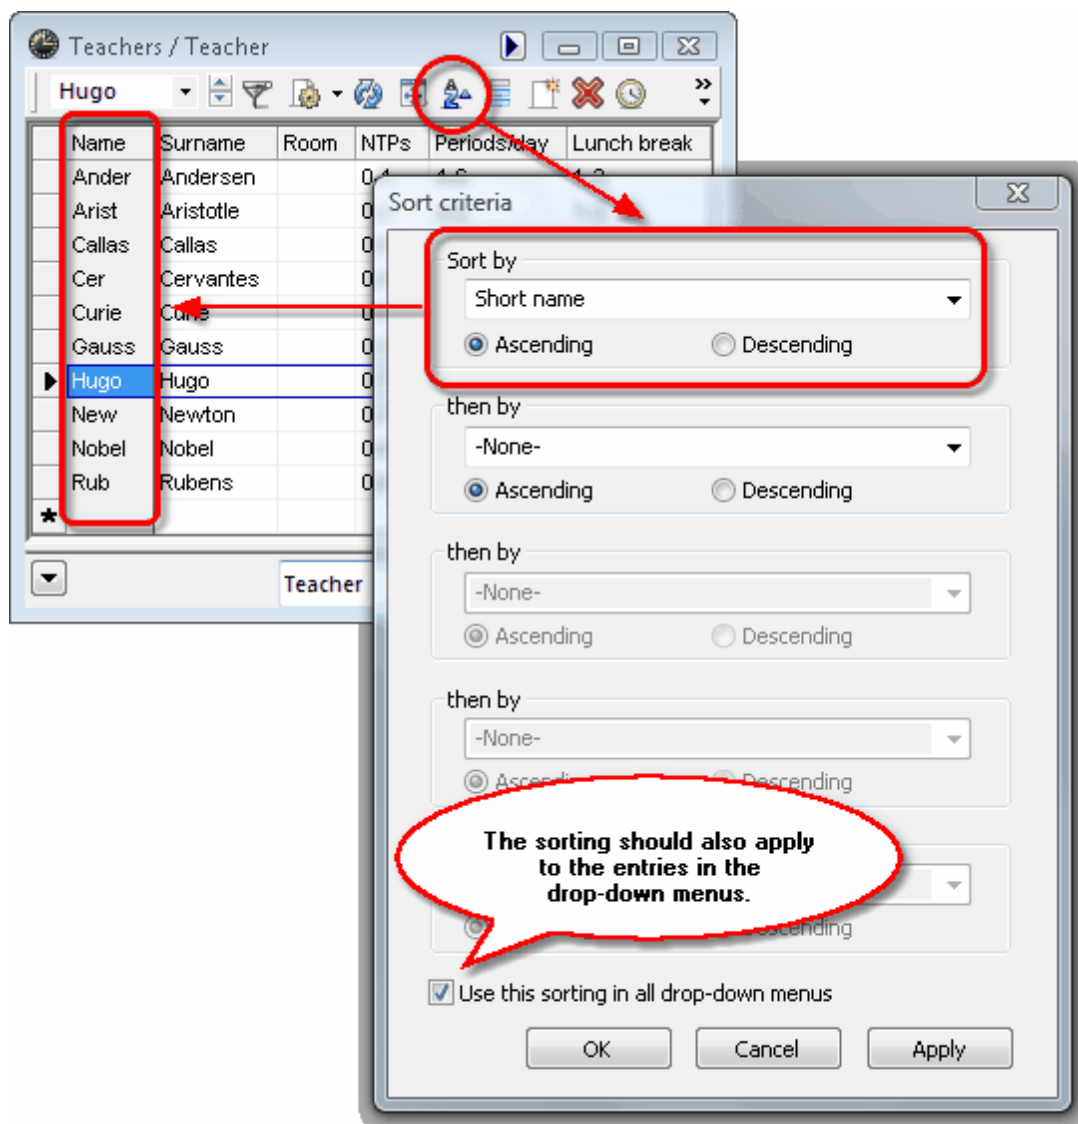 Teachers / Teacher
Hugo
Name Surname Room NTPs Periods/day Lunch break
Ander Andersen
Arist Aristotle
Callas Callas
Cer Cervantes
Curie Curie
Gauss Gauss
Hugo Hugo
New Newton
Nobel Nobel
Rub Rubens
Teacher
Sort criteria
Sort by
Short name
Ascending Descending
then by
-None-
Ascending Descending
then by
-None-
Ascending Descending
then by
-None-
Ascending Descending
The sorting should also apply
to the entries in the
drop-down menus.
Descending
Use this sorting in all drop-down menus
OK Cancel Apply